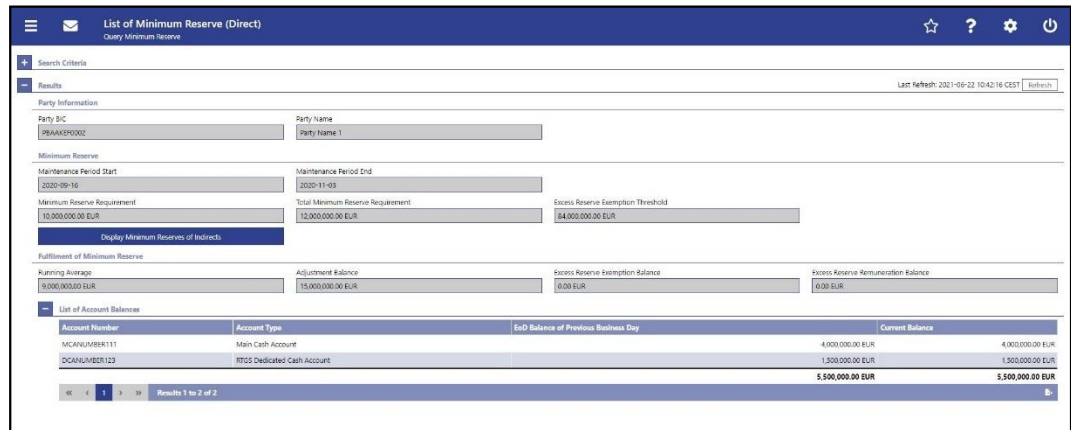 List of Minimum Reserve (Direct)
Query Minimum Reserve
Search Criteria
Results
Last Refresh: 2021-06-22 10:42:16 CEST Refresh
Party Information
Party BIC Party Name
PBAAKEF0002 Party Name 1
Minimum Reserve
Maintenance Period Start Maintenance Period End
2020-09-16 2020-11-03
Minimum Reserve Requirement Total Minimum Reserve Requirement Excess Reserve Exemption Threshold
10,000,000.00 EUR 12,000,000.00 EUR 84,000,000.00 EUR
Display Minimum Reserves of Indirects
Fulfilment of Minimum Reserve
Running Average Adjustment Balance Excess Reserve Exemption Balance Excess Reserve Remuneration Balance
9,000,000.00 EUR 15,000,000.00 EUR 0.00 EUR 0.00 EUR
List of Account Balances
Account Number Account Type EoD Balance of Previous Business Day Current Balance
MCANUMBER111 Main Cash Account 4,000,000.00 EUR 4,000,000.00 EUR
DCANUMBER123 RTGS Dedicated Cash Account 1,500,000.00 EUR 1,500,000.00 EUR
5,500,000.00 EUR 5,500,000.00 EUR
« ‹ 1 › » Results 1 to 2 of 2